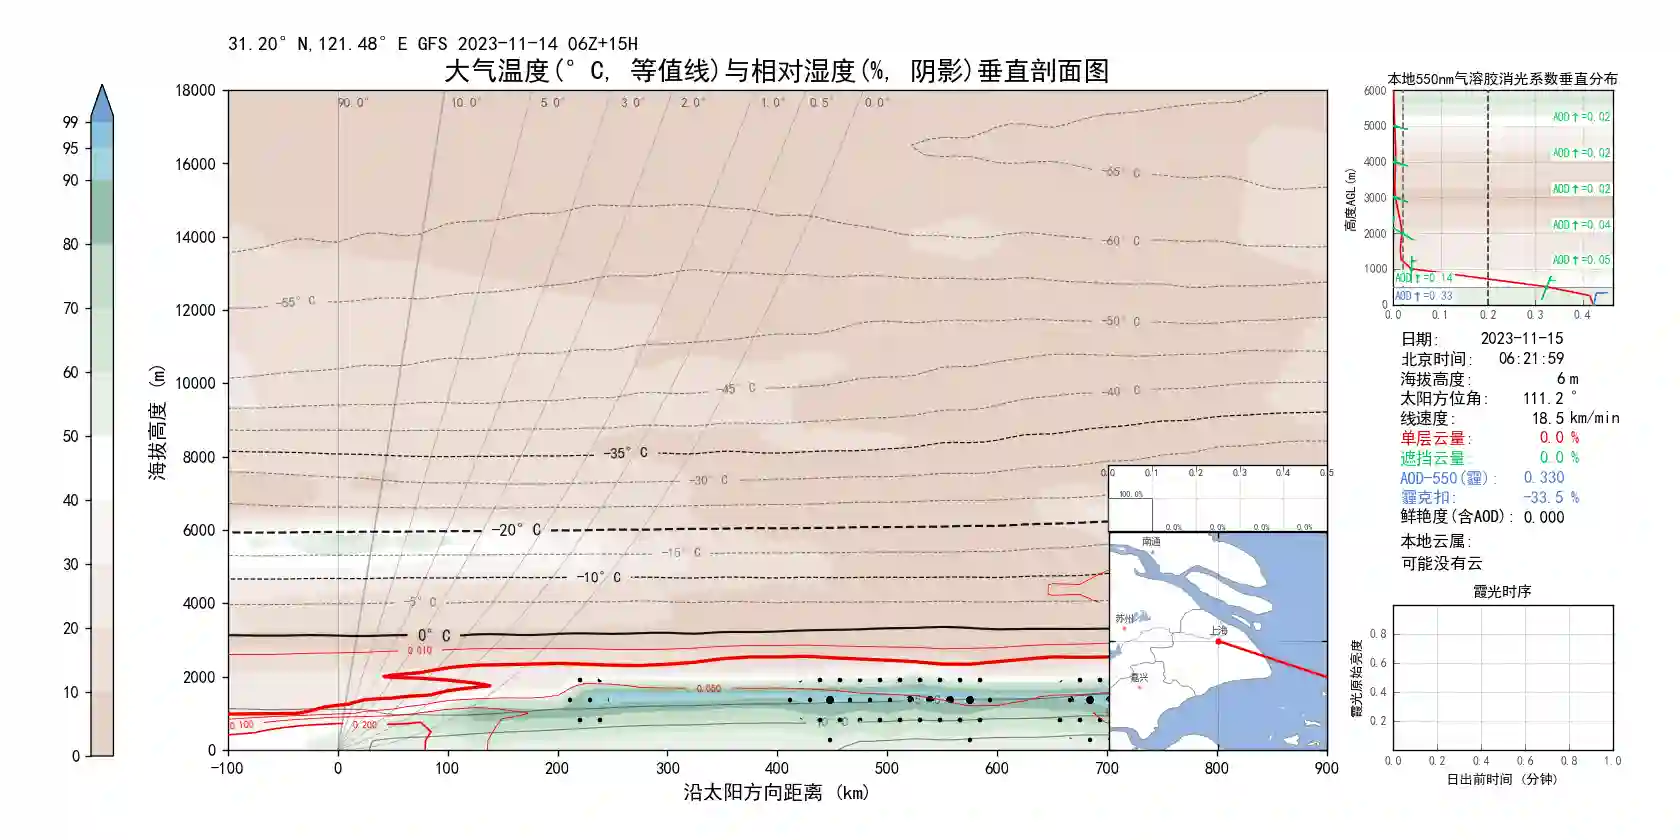 31.20° N,121.48° E GFS 2023-11-14 06Z+15H
大气温度(° C, 等值线)与相对湿度(%, 阴影)垂直剖面图
99
95
90
80
70
60
50
40
30
20
10
0
海拔高度 (m)
18000
16000
14000
12000
10000
8000
6000
4000
2000
0
90.0°
10.0°
5.0°
3.0°
2.0°
1.0°
0.5°
0.0°
-55° C
-60° C
-55° C
-50° C
-45° C
-40° C
-35° C
-30° C
-20° C
-15° C
-10° C
-5° C
0° C
0.010
0.050
0.100
0.200
10° C
-100
0
100
200
300
400
500
600
700
800
900
沿太阳方向距离 (km)
0.0
0.1
0.2
0.3
0.4
0.5
100.0%
0.0%
0.0%
0.0%
0.0%
南通
苏州
上海
嘉兴
本地550nm气溶胶消光系数垂直分布
高度AGL(m)
6000
5000
4000
3000
2000
1000
0
AOD↑=0.02
AOD↑=0.02
AOD↑=0.02
AOD↑=0.04
AOD↑=0.05
AOD↑=0.14
AOD↑=0.33
0.0
0.1
0.2
0.3
0.4
日期: 2023-11-15
北京时间: 06:21:59
海拔高度: 6 m
太阳方位角: 111.2 °
线速度: 18.5 km/min
单层云量: 0.0 %
遮挡云量: 0.0 %
AOD-550(霾): 0.330
霾克扣: -33.5 %
鲜艳度(含AOD): 0.000
本地云属:
可能没有云
霞光时序
霞光原始亮度
0.8
0.6
0.4
0.2
0.0
0.2
0.4
0.6
0.8
1.0
日出前时间 (分钟)